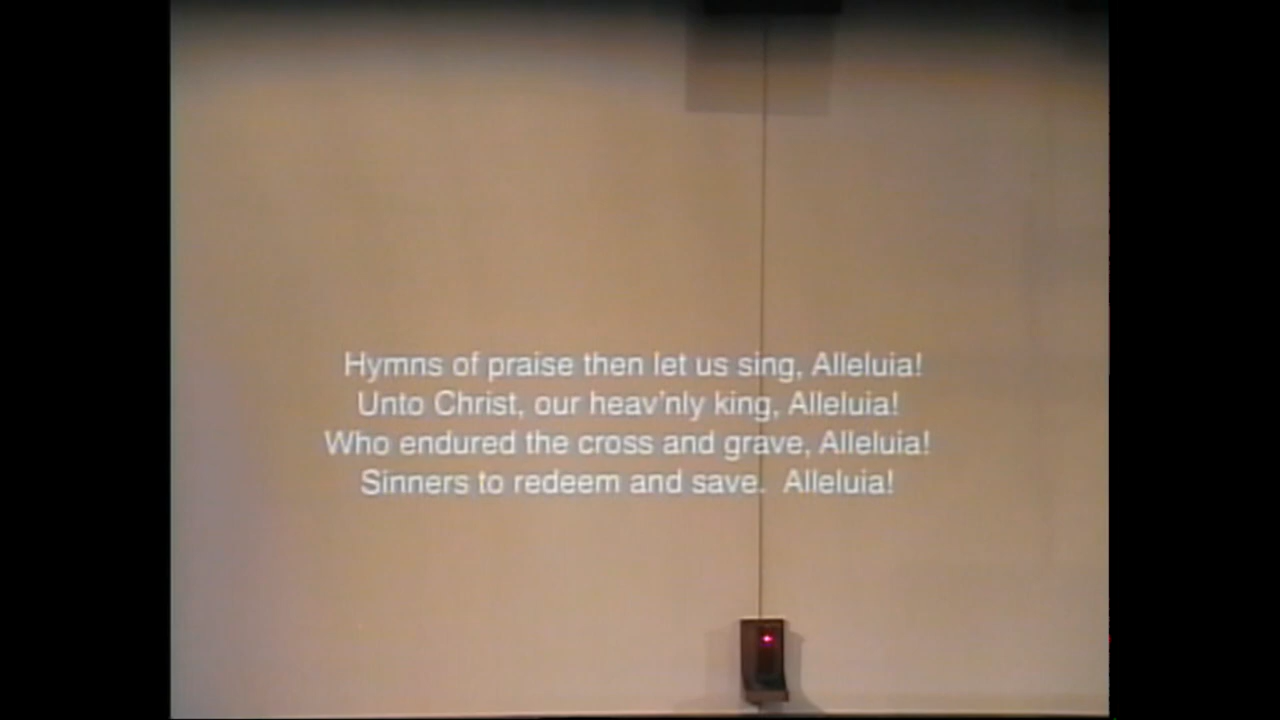 Hymns of praise then let us sing, Alleluia!
Unto Christ, our heav'nly king, Alleluia!
Who endured the cross and grave, Alleluia!
Sinners to redeem and save.  Alleluia!